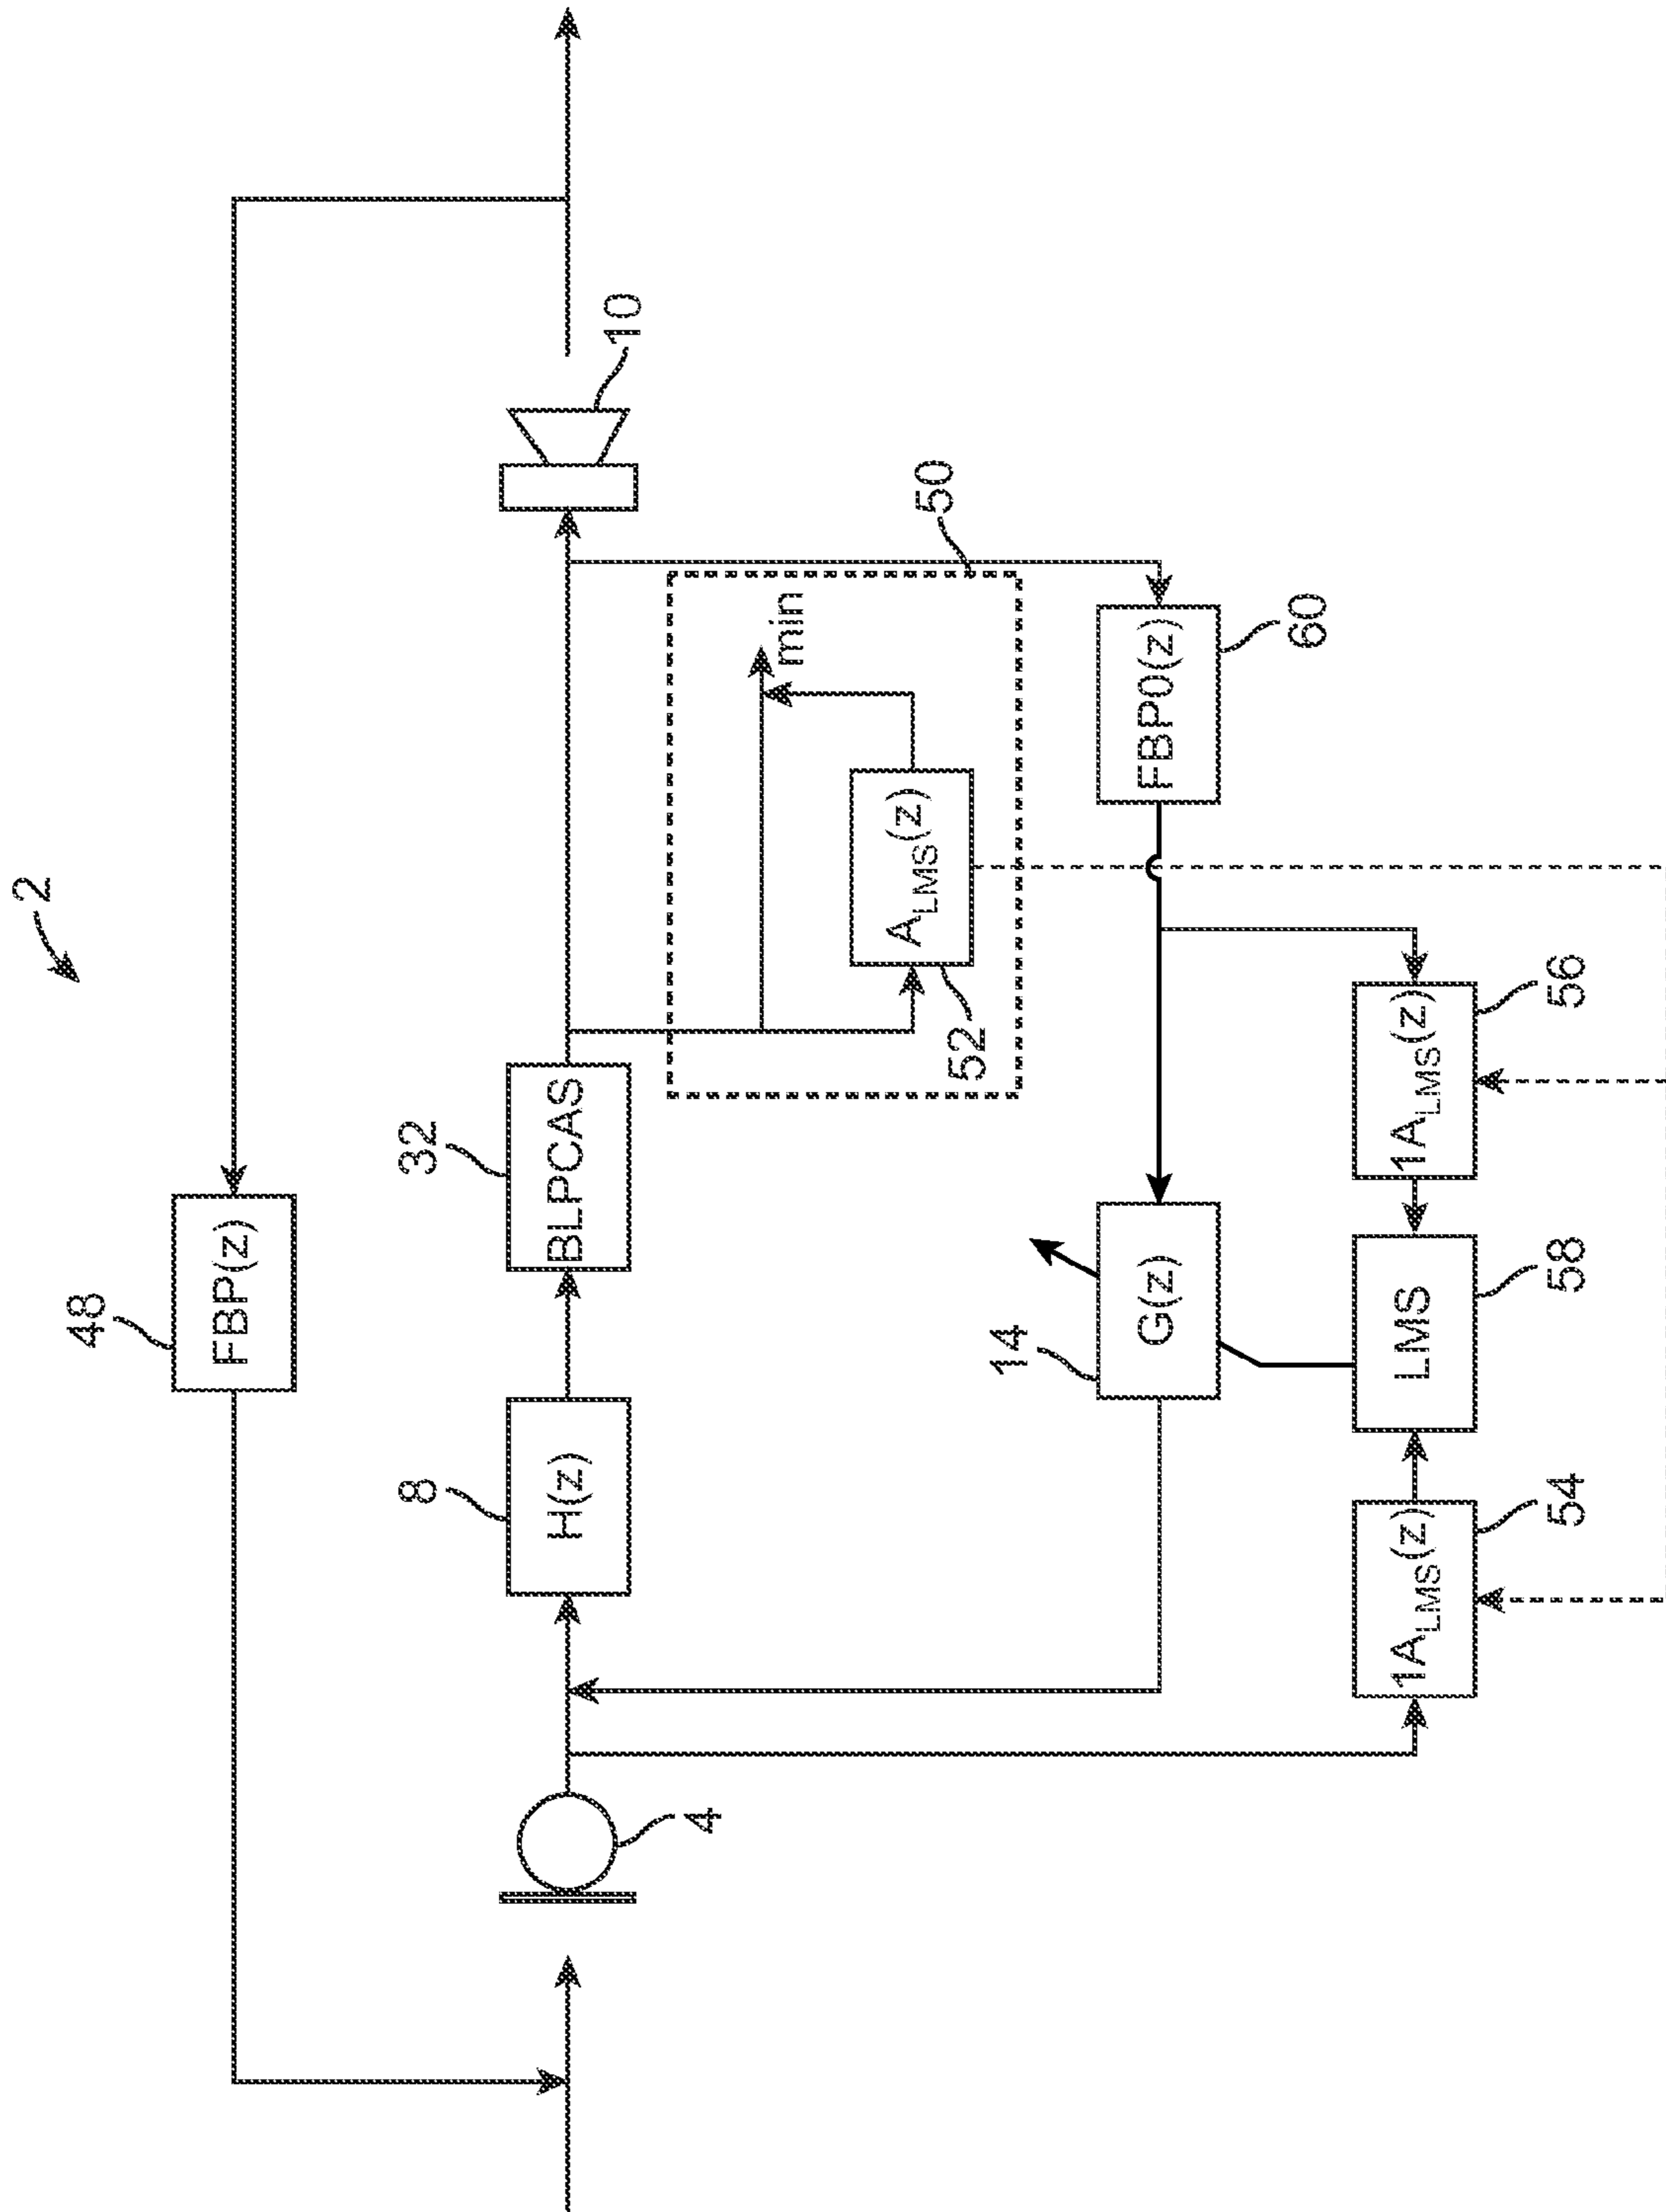 2
48
FBP(z)
8
H(z)
32
BLPCAS
10
4
50
min
A_LMS(z)
52
14
G(z)
FBP0(z)
60
1A_LMS(z)
54
LMS
58
1A_LMS(z)
56